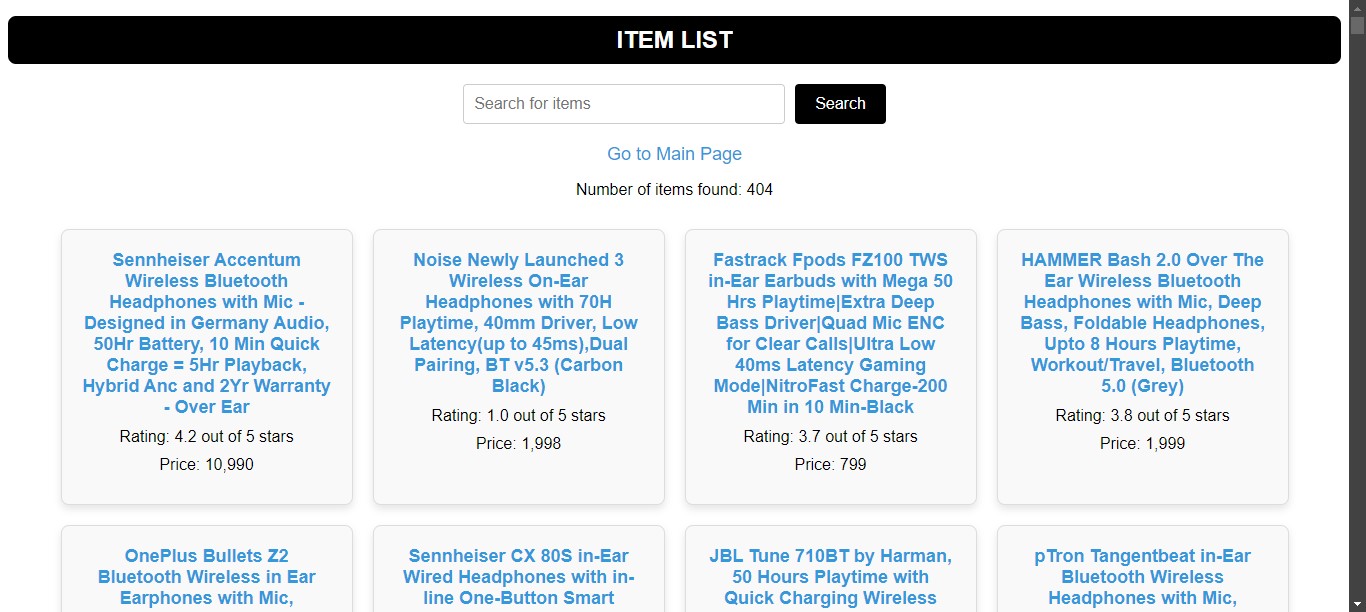 ITEM LIST
Search for items
Search
Go to Main Page
Number of items found: 404
Sennheiser Accentum
Wireless Bluetooth
Headphones with Mic -
Designed in Germany Audio,
50Hr Battery, 10 Min Quick
Charge = 5Hr Playback,
Hybrid Anc and 2Yr Warranty
- Over Ear
Rating: 4.2 out of 5 stars
Price: 10,990
Noise Newly Launched 3
Wireless On-Ear
Headphones with 70H
Playtime, 40mm Driver, Low
Latency(up to 45ms),Dual
Pairing, BT v5.3 (Carbon
Black)
Rating: 1.0 out of 5 stars
Price: 1,998
Fastrack Fpods FZ100 TWS
in-Ear Earbuds with Mega 50
Hrs Playtime|Extra Deep
Bass Driver|Quad Mic ENC
for Clear Calls|Ultra Low
40ms Latency Gaming
Mode|NitroFast Charge-200
Min in 10 Min-Black
Rating: 3.7 out of 5 stars
Price: 799
HAMMER Bash 2.0 Over The
Ear Wireless Bluetooth
Headphones with Mic, Deep
Bass, Foldable Headphones,
Upto 8 Hours Playtime,
Workout/Travel, Bluetooth
5.0 (Grey)
Rating: 3.8 out of 5 stars
Price: 1,999
OnePlus Bullets Z2
Bluetooth Wireless in Ear
Earphones with Mic,
Sennheiser CX 80S in-Ear
Wired Headphones with in-
line One-Button Smart
JBL Tune 710BT by Harman,
50 Hours Playtime with
Quick Charging Wireless
pTron Tangentbeat in-Ear
Bluetooth Wireless
Headphones with Mic,